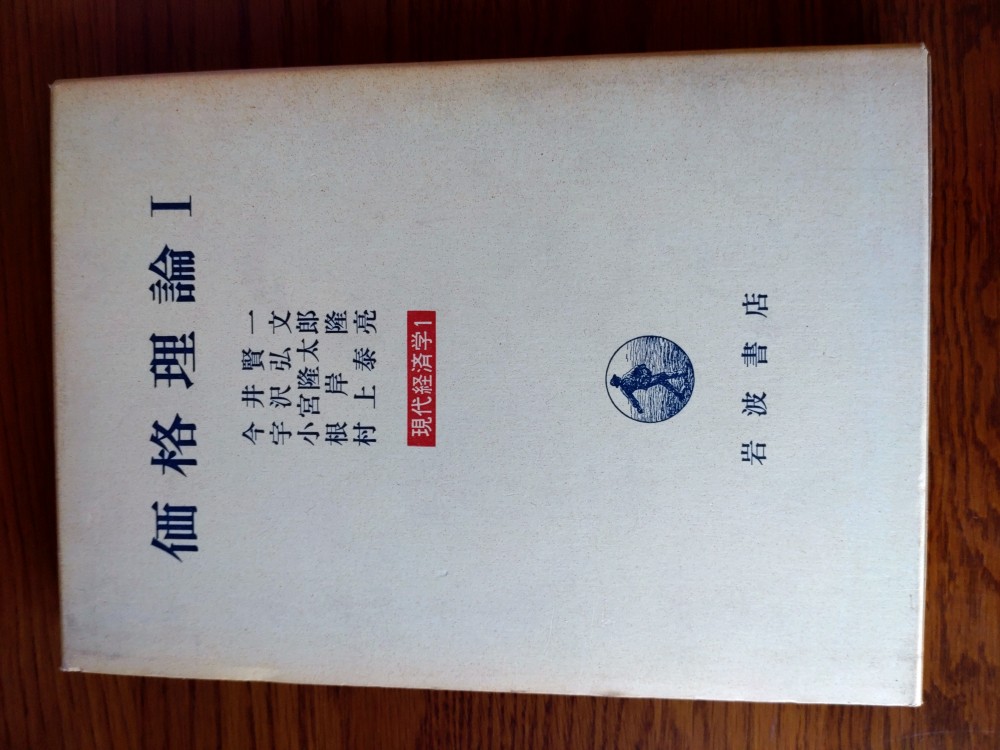 価格理論 I
今井賢一
宇沢弘文
小宮隆太郎
根岸隆
村上泰亮
現代経済学1
岩波書店